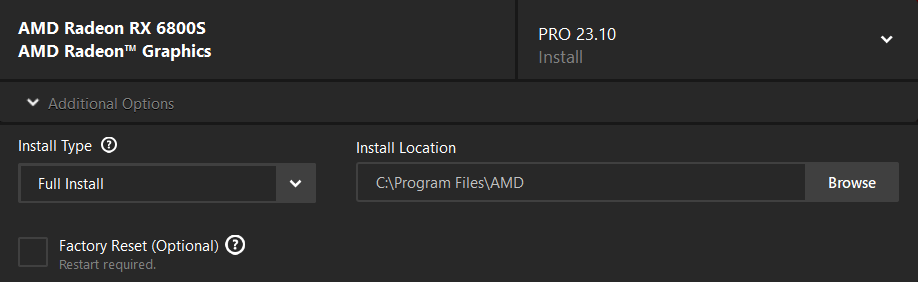 AMD Radeon RX 6800S
AMD Radeon™ Graphics
PRO 23.10
Install
Additional Options
Install Type ?
Install Location
Full Install
C:\Program Files\AMD
Browse
Factory Reset (Optional) ?
Restart required.